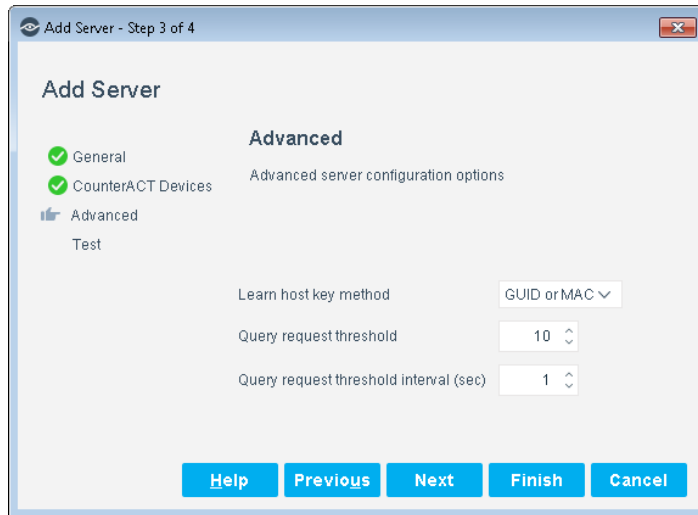 Add Server - Step 3 of 4
Add Server
General
CounterACT Devices
Advanced
Test
Advanced
Advanced server configuration options
Learn host key method GUID or MAC
Query request threshold 10
Query request threshold interval (sec) 1
Help Previous Next Finish Cancel